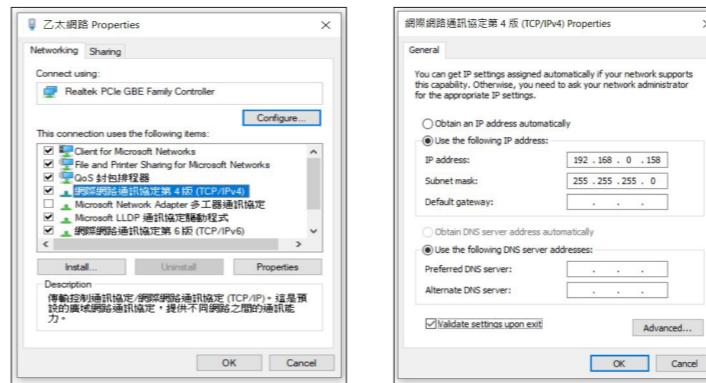 乙太網路 Properties
Networking
Sharing
Connect using:
Realtek PCIe GBE Family Controller
Configure...
This connection uses the following items:
Client for Microsoft Networks
File and Printer Sharing for Microsoft Networks
QoS 封包排程器
網際網路通訊協定第 4 版 (TCP/IPv4)
Microsoft Network Adapter 多工器通訊協定
Microsoft LLDP 通訊協定驅動程式
網際網路通訊協定第 6 版 (TCP/IPv6)
Install...
Uninstall
Properties
Description
傳輸控制通訊協定/網際網路通訊協定 (TCP/IP)。這是預
設的廣域網路通訊協定，提供不同網路之間的通訊能
力。
OK
Cancel
網際網路通訊協定第 4 版 (TCP/IPv4) Properties
General
You can get IP settings assigned automatically if your network supports
this capability. Otherwise, you need to ask your network administrator
for the appropriate IP settings.
Obtain an IP address automatically
Use the following IP address:
IP address: 192 . 168 . 0 . 158
Subnet mask: 255 . 255 . 255 . 0
Default gateway: . . .
Obtain DNS server address automatically
Use the following DNS server addresses:
Preferred DNS server: . . .
Alternate DNS server: . . .
Validate settings upon exit
Advanced...
OK
Cancel